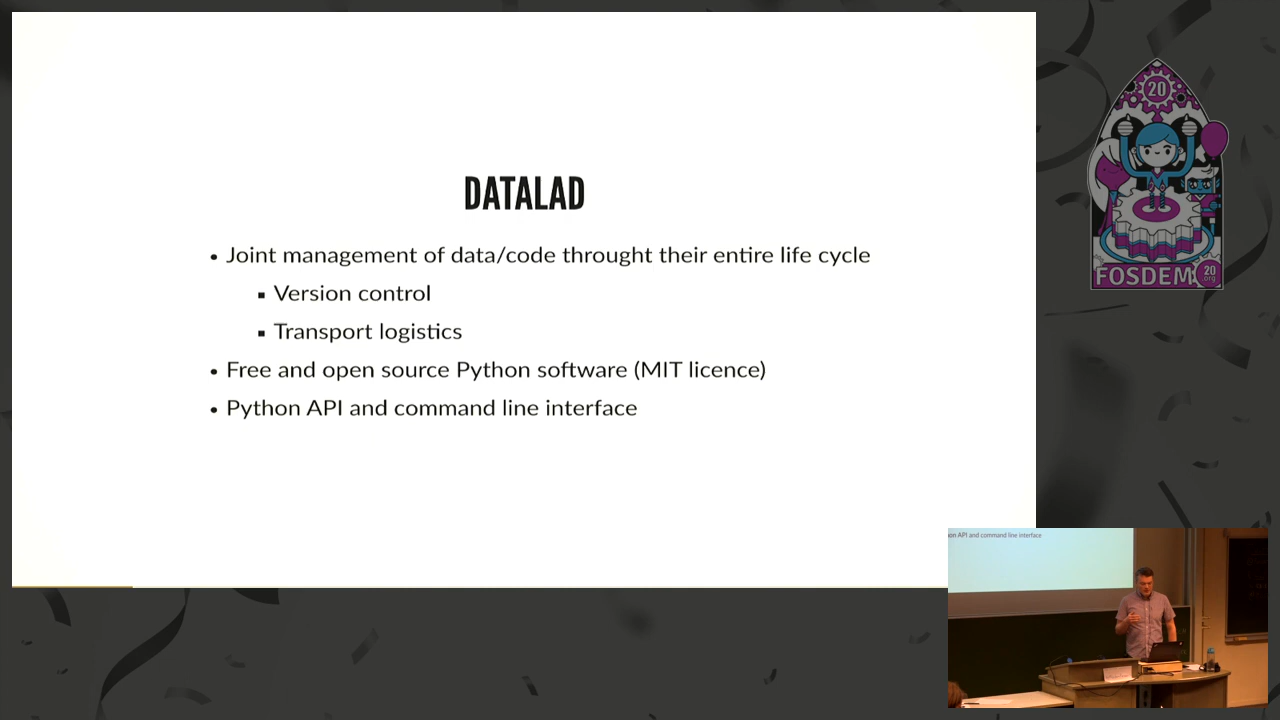 DATALAD
• Joint management of data/code throught their entire life cycle
▪ Version control
▪ Transport logistics
• Free and open source Python software (MIT licence)
• Python API and command line interface
20
FOSDEM
20
.org
on API and command line interface